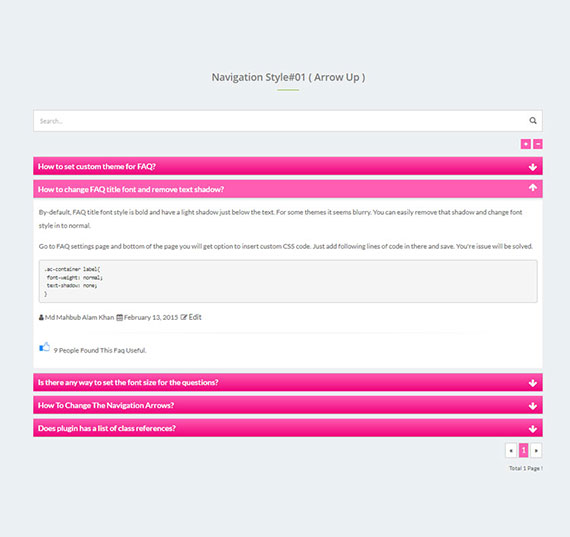 Navigation Style#01 ( Arrow Up )
Search...
How to set custom theme for FAQ?
How to change FAQ title font and remove text shadow?
By-default, FAQ title font style is bold and have a light shadow just below the text. For some themes it seems blurry. You can easily remove that shadow and change font
style in to normal.
Go to FAQ settings page and bottom of the page you will get option to insert custom CSS code. Just add following lines of code in there and save. You're issue will be solved.
.ac-container label{
font-weight: normal;
text-shadow: none;
}
Md Mahbub Alam Khan February 13, 2015 Edit
9 People Found This Faq Useful.
Is there any way to set the font size for the questions?
How To Change The Navigation Arrows?
Does plugin has a list of class references?
« 1 »
Total 1 Page !